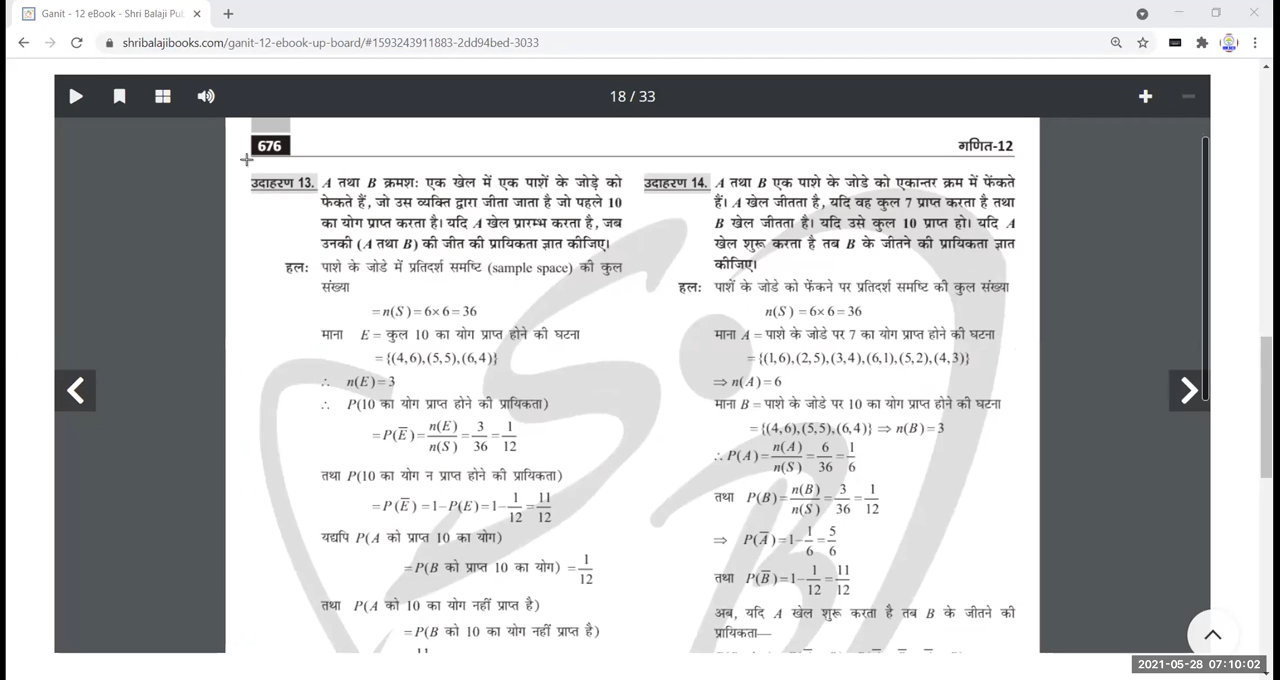 Ganit - 12 eBook - Shri Balaji Pub
shribalajibooks.com/ganit-12-ebook-up-board/#1593243911883-2dd94bed-3033
18 / 33
676
गणित-12
उदाहरण 13. A तथा B क्रमशः एक खेल में एक पाशें के जोड़े को
फेकते हैं, जो उस व्यक्ति द्वारा जीता जाता है जो पहले 10
का योग प्राप्त करता है। यदि A खेल प्रारम्भ करता है, जब
उनकी (A तथा B) की जीत की प्रायिकता ज्ञात कीजिए।
हलः पाशे के जोडे में प्रतिदर्श समष्टि (sample space) की कुल
संख्या
= n(S) = 6 × 6 = 36
माना E = कुल 10 का योग प्राप्त होने की घटना
= {(4, 6), (5, 5), (6, 4)}
∴ n(E) = 3
∴ P(10 का योग प्राप्त होने की प्रायिकता)
= P(E̅) = n(E)/n(S) = 3/36 = 1/12
तथा P(10 का योग न प्राप्त होने की प्रायिकता)
= P(E̅) = 1 − P(E) = 1 − 1/12 = 11/12
यद्यपि P(A को प्राप्त 10 का योग)
= P(B को प्राप्त 10 का योग) = 1/12
तथा P(A को 10 का योग नहीं प्राप्त है)
= P(B को 10 का योग नहीं प्राप्त है)
उदाहरण 14. A तथा B एक पाशे के जोडे को एकान्तर क्रम में फेंकते
हैं। A खेल जीतता है, यदि वह कुल 7 प्राप्त करता है तथा
B खेल जीतता है। यदि उसे कुल 10 प्राप्त हो। यदि A
खेल शुरू करता है तब B के जीतने की प्रायिकता ज्ञात
कीजिए।
हलः पाशें के जोडे को फेंकने पर प्रतिदर्श समष्टि की कुल संख्या
n(S) = 6 × 6 = 36
माना A = पाशे के जोडे पर 7 का योग प्राप्त होने की घटना
= {(1, 6), (2, 5), (3, 4), (6, 1), (5, 2), (4, 3)}
⇒ n(A) = 6
माना B = पाशे के जोडे पर 10 का योग प्राप्त होने की घटना
= {(4, 6), (5, 5), (6, 4)} ⇒ n(B) = 3
∴ P(A) = n(A)/n(S) = 6/36 = 1/6
तथा P(B) = n(B)/n(S) = 3/36 = 1/12
⇒ P(A̅) = 1 − 1/6 = 5/6
तथा P(B̅) = 1 − 1/12 = 11/12
अब, यदि A खेल शुरू करता है तब B के जीतने की
प्रायिकता—
2021-05-28 07:10:02